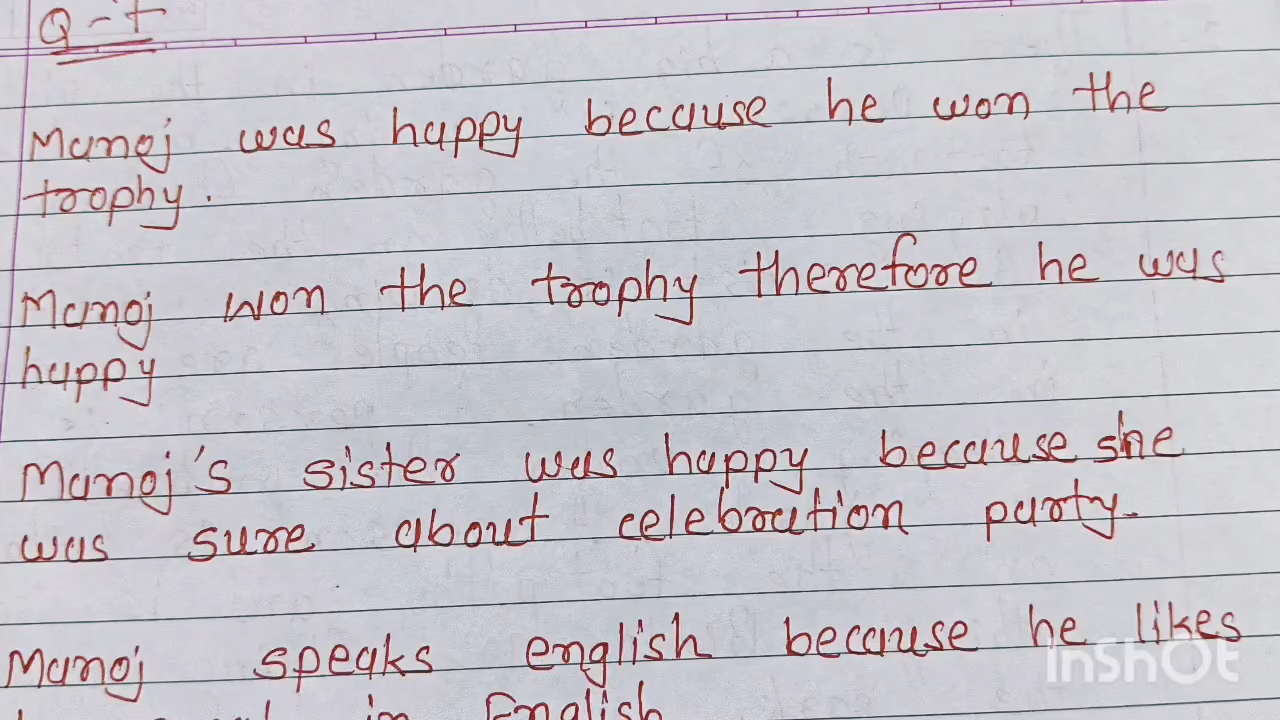 Q-t
Manoj was happy because he won the
trophy.
Manoj won the trophy therefore he was
happy
Manoj's sister was happy because she
was sure about celebration party.
Manoj speaks english because he likes
in English
InShOt